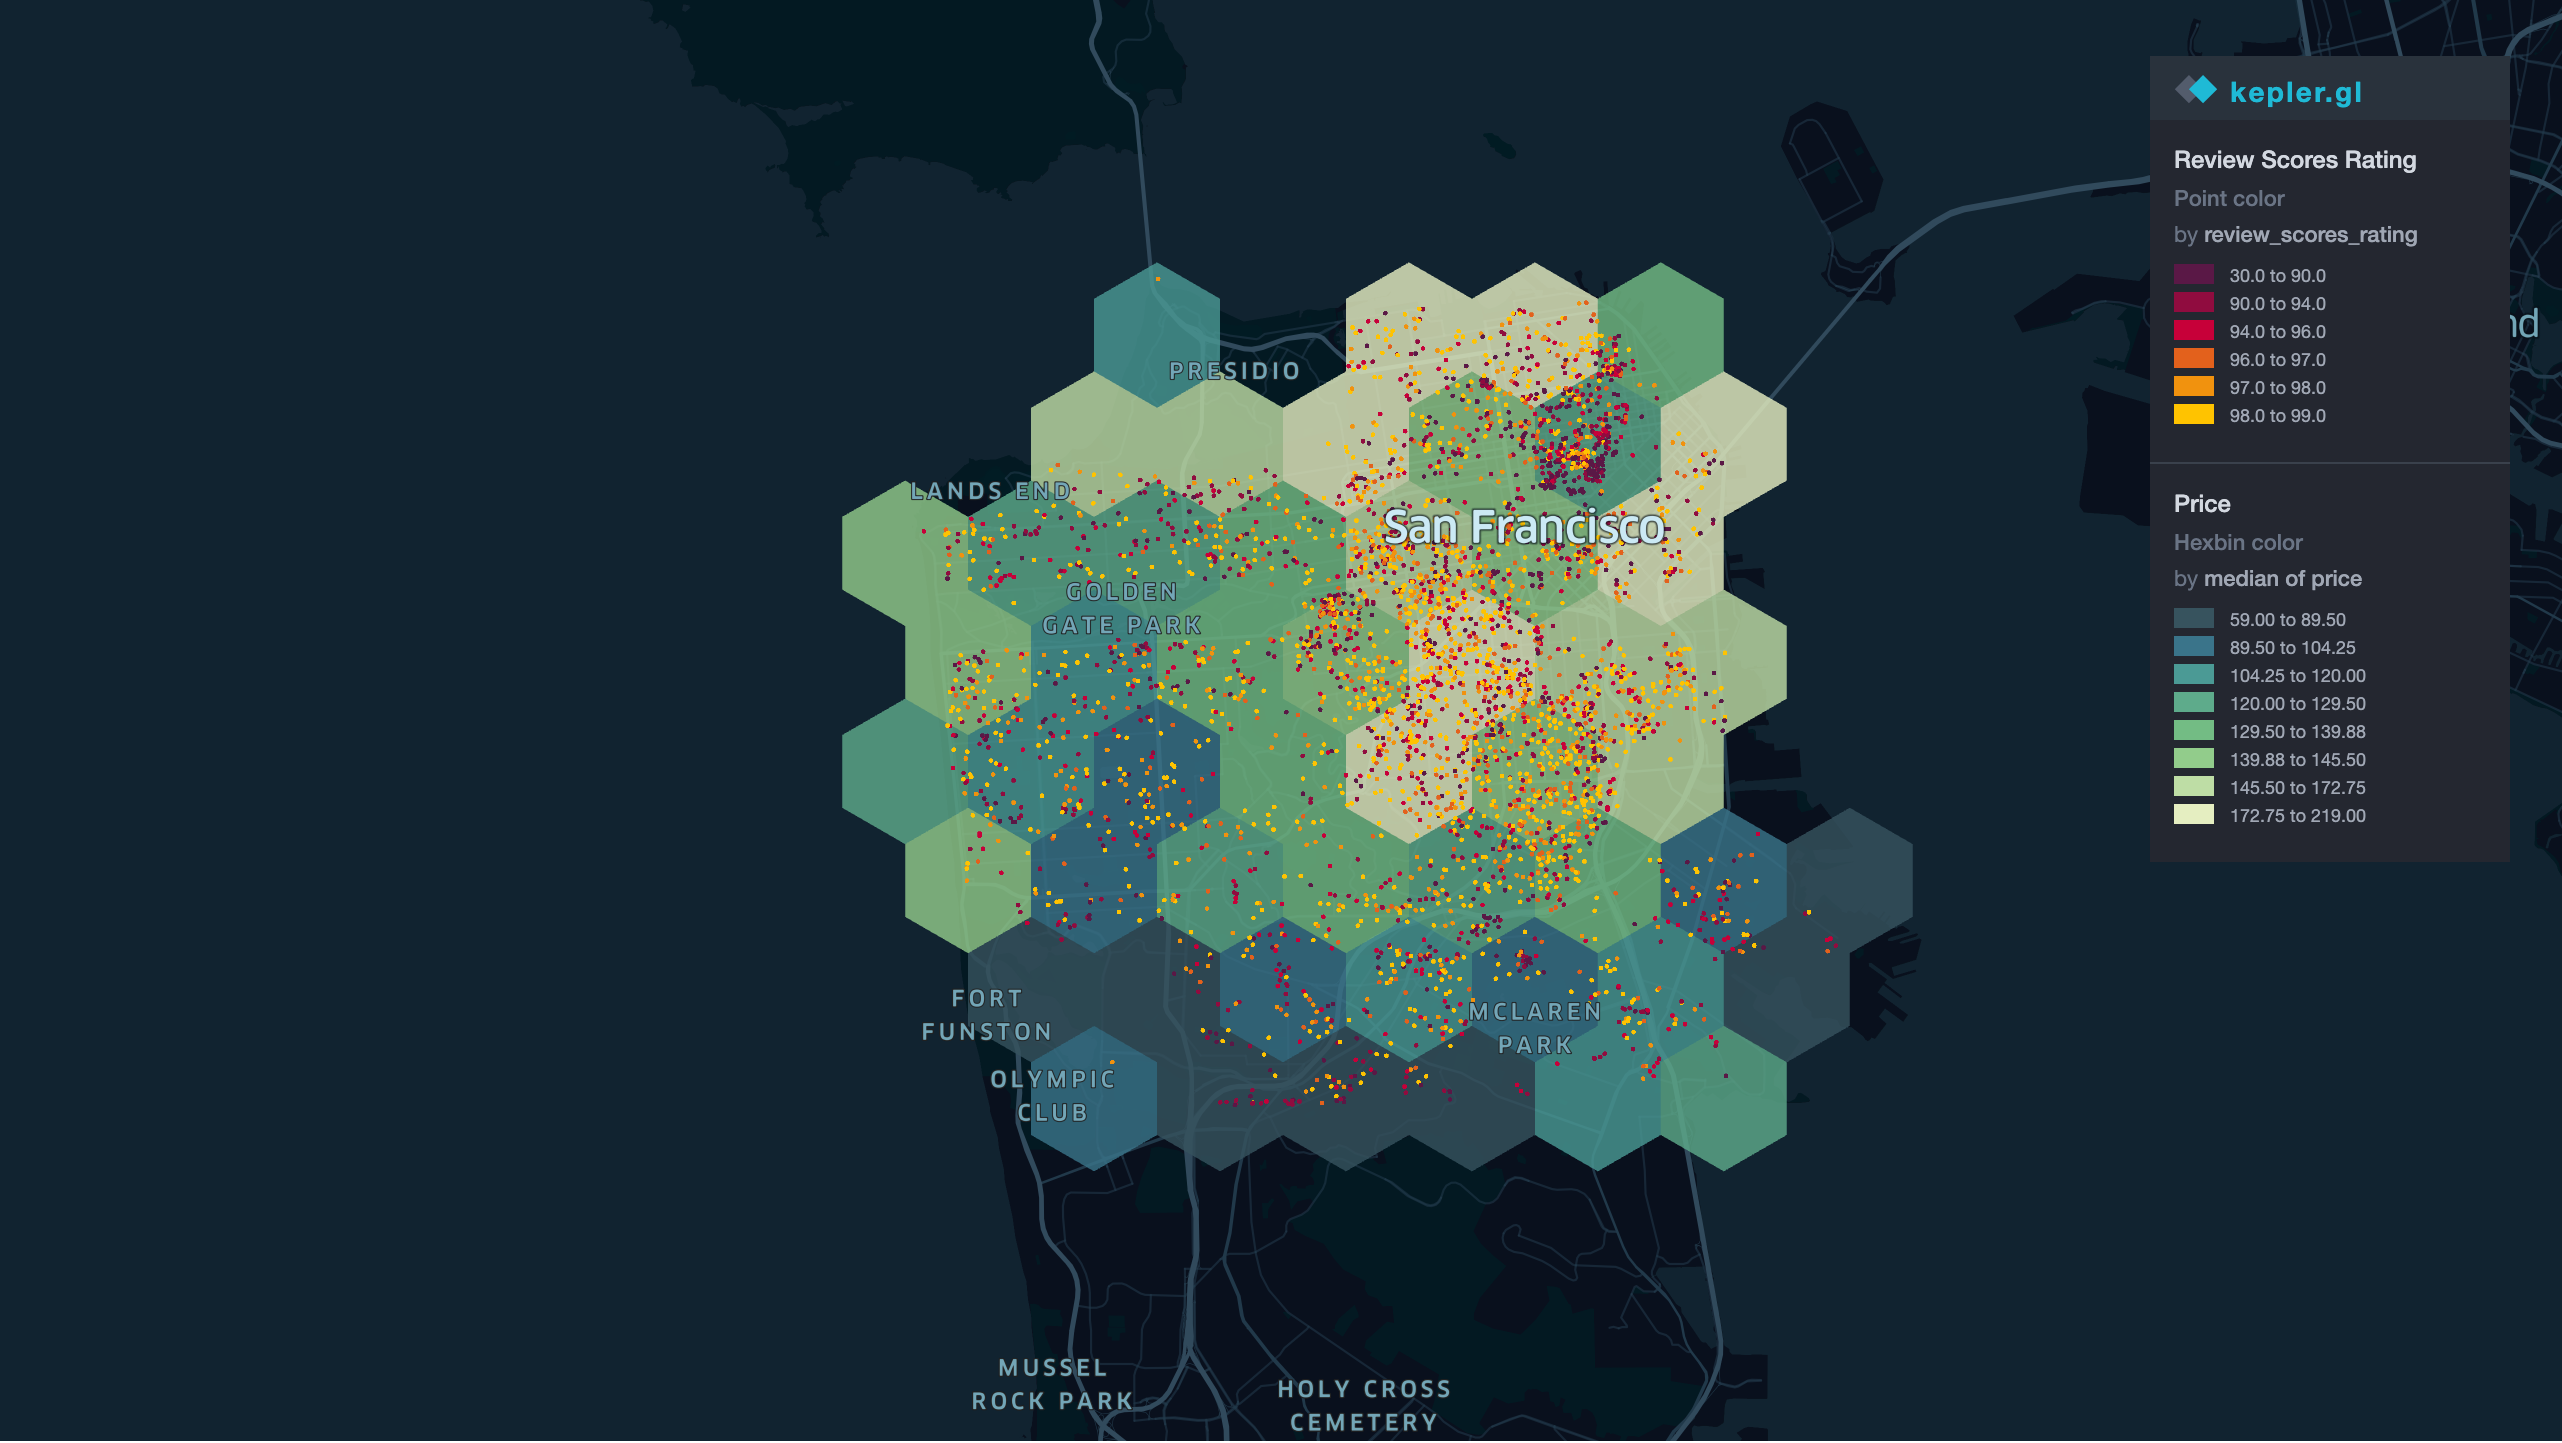 PRESIDIO
LANDS END
San Francisco
GOLDEN
GATE PARK
FORT
FUNSTON
MCLAREN
PARK
OLYMPIC
CLUB
MUSSEL
ROCK PARK
HOLY CROSS
CEMETERY
kepler.gl
Review Scores Rating
Point color
by review_scores_rating
30.0 to 90.0
90.0 to 94.0
94.0 to 96.0
96.0 to 97.0
97.0 to 98.0
98.0 to 99.0
Price
Hexbin color
by median of price
59.00 to 89.50
89.50 to 104.25
104.25 to 120.00
120.00 to 129.50
129.50 to 139.88
139.88 to 145.50
145.50 to 172.75
172.75 to 219.00